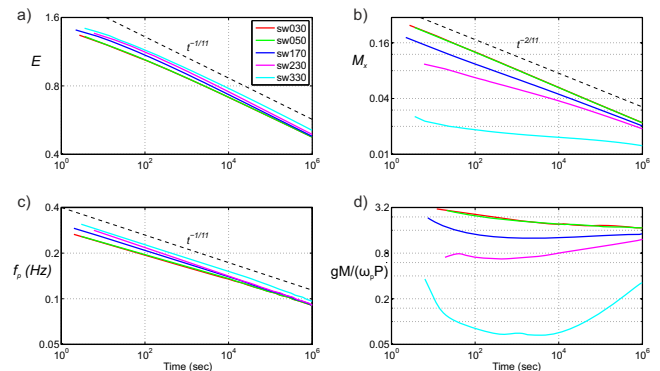 a)
1.6
0.8
0.4
E
t^{-1/11}
sw030
sw050
sw170
sw230
sw330
10^0
10^2
10^4
10^6
b)
0.16
0.04
0.01
M_x
t^{-2/11}
10^0
10^2
10^4
10^6
c)
0.4
0.2
0.1
0.05
f_p (Hz)
t^{-1/11}
10^0
10^2
10^4
10^6
Time (sec)
d)
3.2
0.8
0.2
0.05
gM/(ω_pP)
10^0
10^2
10^4
10^6
Time (sec)